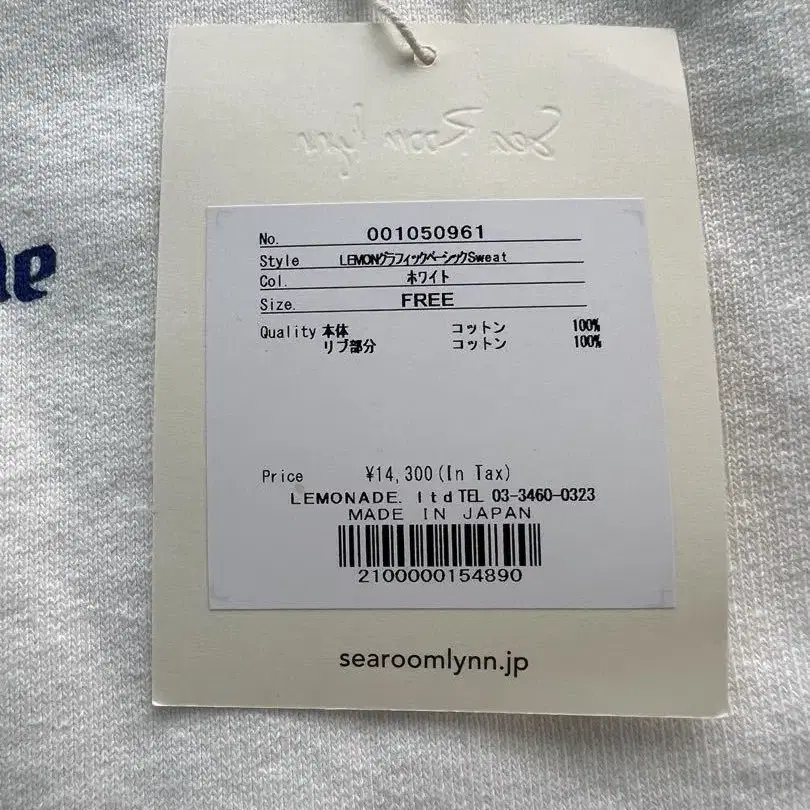 Sea Room lynn
No. 001050961
Style LEMONグラフィックベーシックSweat
Col. ホワイト
Size. FREE
Quality 本体 コットン 100%
リブ部分 コットン 100%
Price ¥14,300(In Tax)
LEMONADE. ltd TEL 03-3460-0323
MADE IN JAPAN
2100000154890
searoomlynn.jp